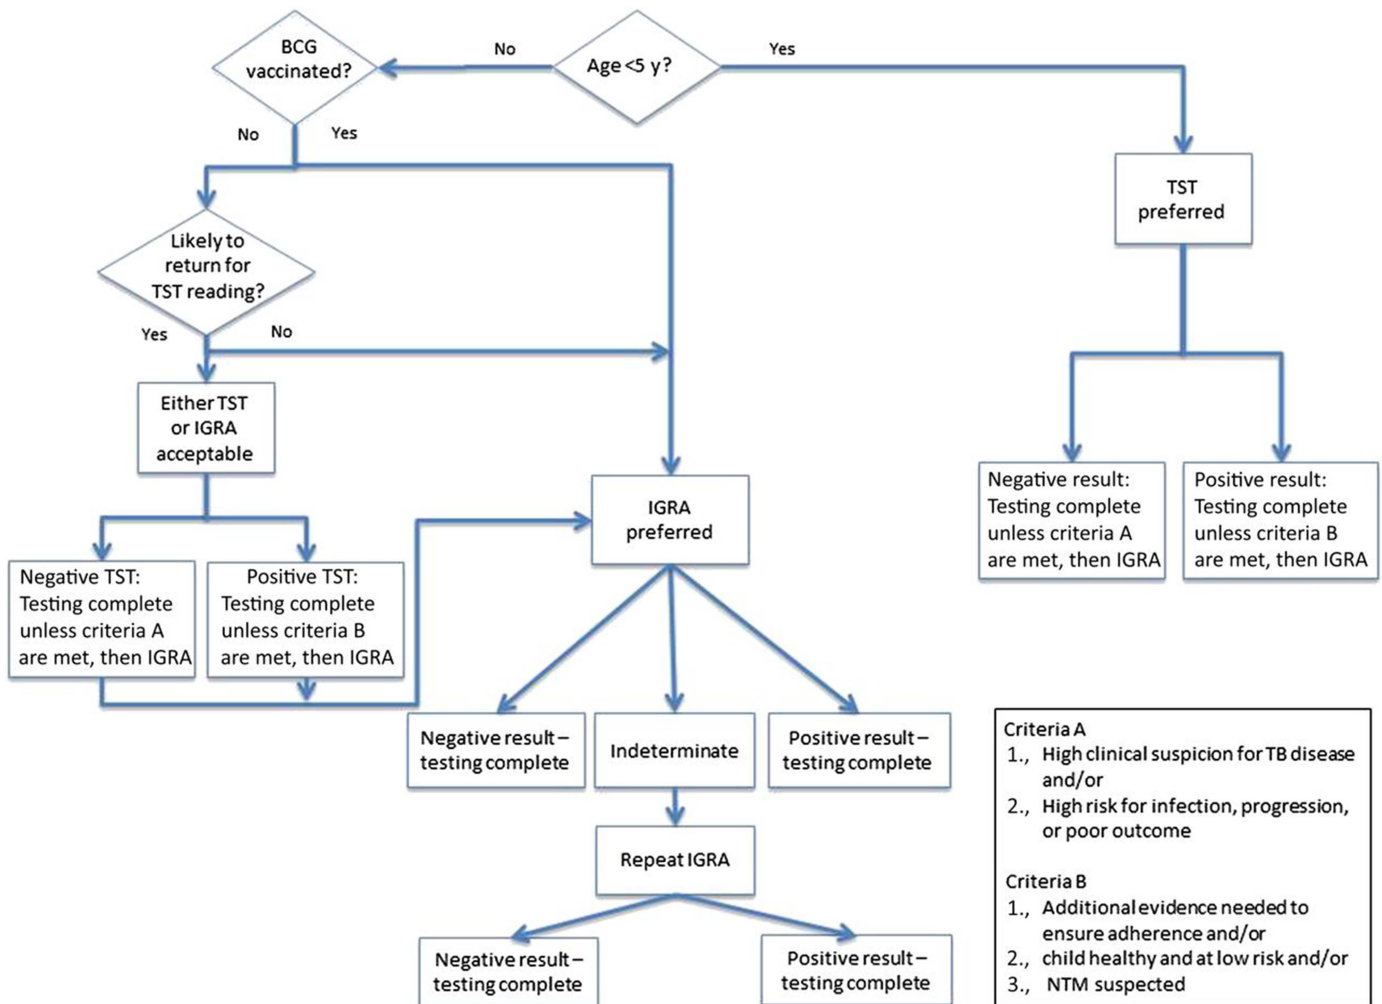 BCG
vaccinated?
No
Age <5 y?
Yes
No
Yes
TST
preferred
Likely to
return for
TST reading?
Yes
No
Either TST
or IGRA
acceptable
IGRA
preferred
Negative result:
Testing complete
unless criteria A
are met, then IGRA
Positive result:
Testing complete
unless criteria B
are met, then IGRA
Negative TST:
Testing complete
unless criteria A
are met, then IGRA
Positive TST:
Testing complete
unless criteria B
are met, then IGRA
Negative result –
testing complete
Indeterminate
Positive result –
testing complete
Repeat IGRA
Negative result –
testing complete
Positive result –
testing complete
Criteria A
1., High clinical suspicion for TB disease
and/or
2., High risk for infection, progression,
or poor outcome
Criteria B
1., Additional evidence needed to
ensure adherence and/or
2., child healthy and at low risk and/or
3., NTM suspected